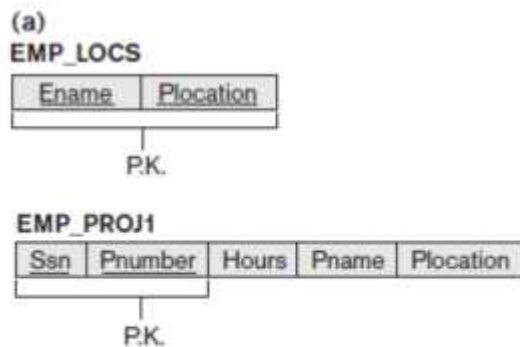 (a)
EMP_LOCS
Ename Plocation
P.K.
EMP_PROJ1
Ssn Pnumber Hours Pname Plocation
P.K.